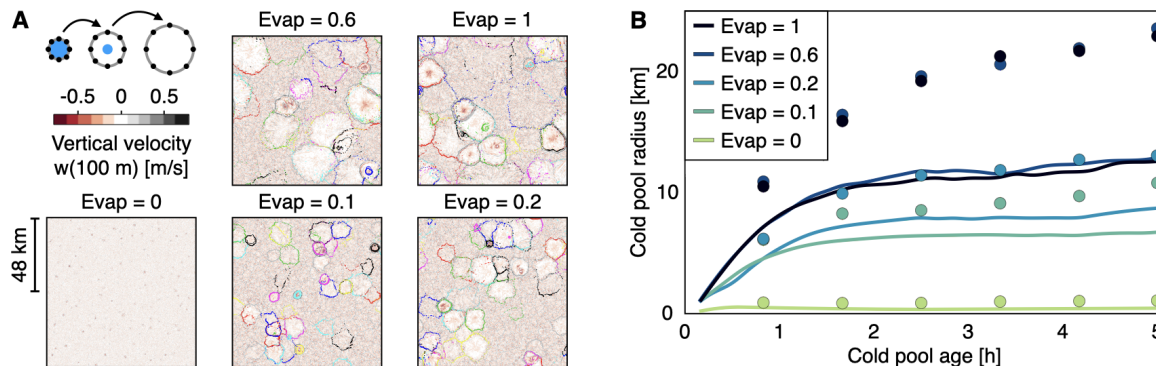 A
Evap = 0.6
Evap = 1
-0.5 0 0.5
Vertical velocity
w(100 m) [m/s]
Evap = 0
Evap = 0.1
Evap = 0.2
48 km
B
Evap = 1
Evap = 0.6
Evap = 0.2
Evap = 0.1
Evap = 0
Cold pool radius [km]
20
10
0
0 1 2 3 4 5
Cold pool age [h]